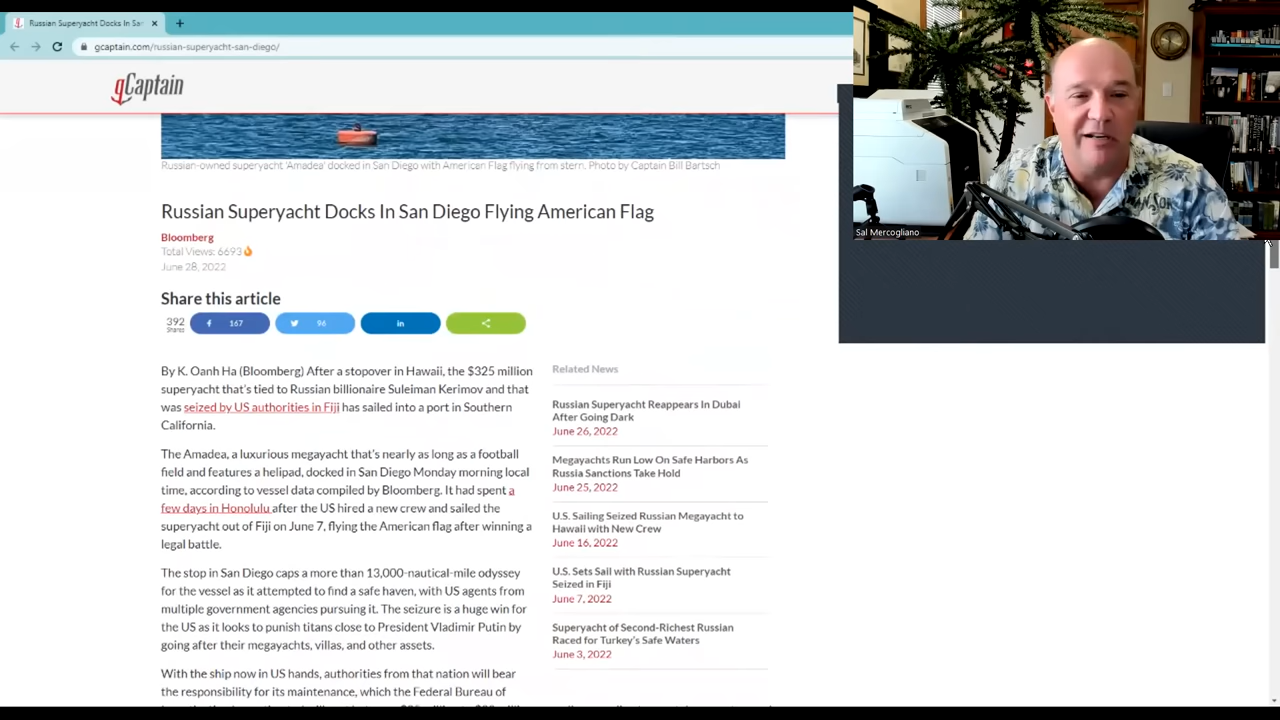 Russian Superyacht Docks In San
gcaptain.com/russian-superyacht-san-diego/
gCaptain
Sal Mercogliano
Russian-owned superyacht 'Amadea' docked in San Diego with American Flag flying from stern. Photo by Captain Bill Bartsch
Russian Superyacht Docks In San Diego Flying American Flag
Bloomberg
Total Views: 6693
June 28, 2022
Share this article
392
Shares
167
96
in
By K. Oanh Ha (Bloomberg) After a stopover in Hawaii, the $325 million
superyacht that's tied to Russian billionaire Suleiman Kerimov and that
was seized by US authorities in Fiji has sailed into a port in Southern
California.
The Amadea, a luxurious megayacht that's nearly as long as a football
field and features a helipad, docked in San Diego Monday morning local
time, according to vessel data compiled by Bloomberg. It had spent a
few days in Honolulu after the US hired a new crew and sailed the
superyacht out of Fiji on June 7, flying the American flag after winning a
legal battle.
The stop in San Diego caps a more than 13,000-nautical-mile odyssey
for the vessel as it attempted to find a safe haven, with US agents from
multiple government agencies pursuing it. The seizure is a huge win for
the US as it looks to punish titans close to President Vladimir Putin by
going after their megayachts, villas, and other assets.
With the ship now in US hands, authorities from that nation will bear
the responsibility for its maintenance, which the Federal Bureau of
Related News
Russian Superyacht Reappears In Dubai
After Going Dark
June 26, 2022
Megayachts Run Low On Safe Harbors As
Russia Sanctions Take Hold
June 25, 2022
U.S. Sailing Seized Russian Megayacht to
Hawaii with New Crew
June 16, 2022
U.S. Sets Sail with Russian Superyacht
Seized in Fiji
June 7, 2022
Superyacht of Second-Richest Russian
Raced for Turkey's Safe Waters
June 3, 2022